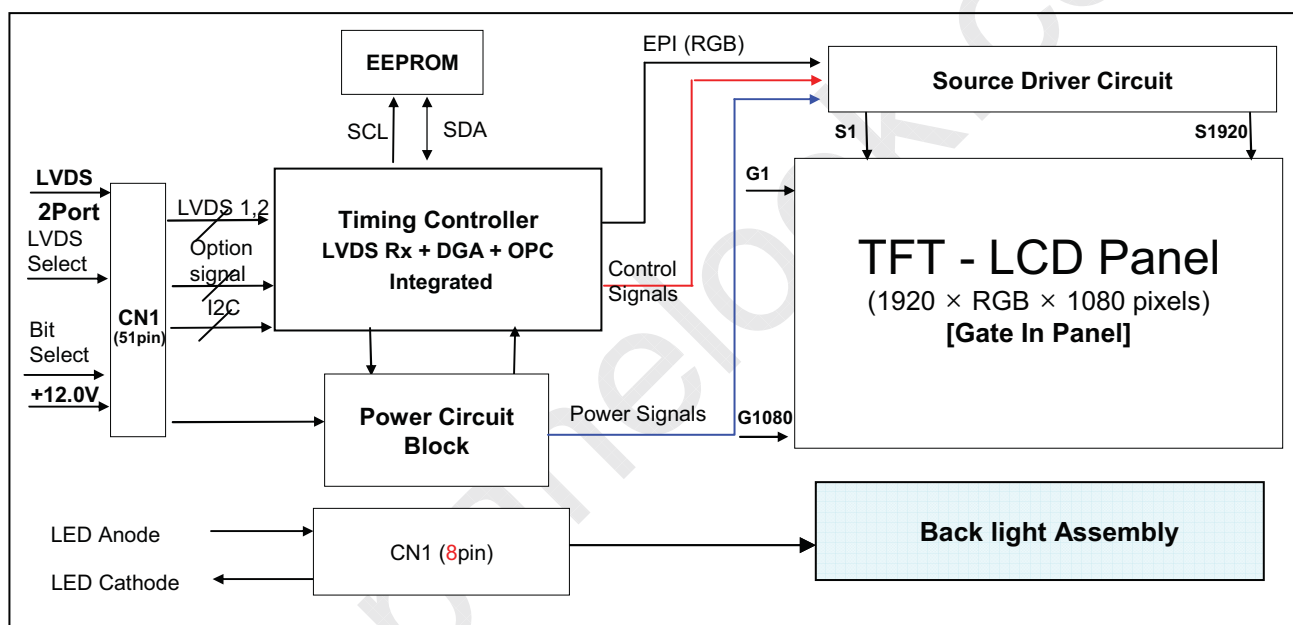 EEPROM
SCL
SDA
EPI (RGB)
Source Driver Circuit
S1
S1920
LVDS
2Port
LVDS
Select
Bit
Select
+12.0V
CN1
(51pin)
LVDS 1,2
Option
signal
I2C
Timing Controller
LVDS Rx + DGA + OPC
Integrated
Control
Signals
G1
TFT - LCD Panel
(1920 × RGB × 1080 pixels)
[Gate In Panel]
G1080
Power Circuit
Block
Power Signals
LED Anode
LED Cathode
CN1 (8pin)
Back light Assembly